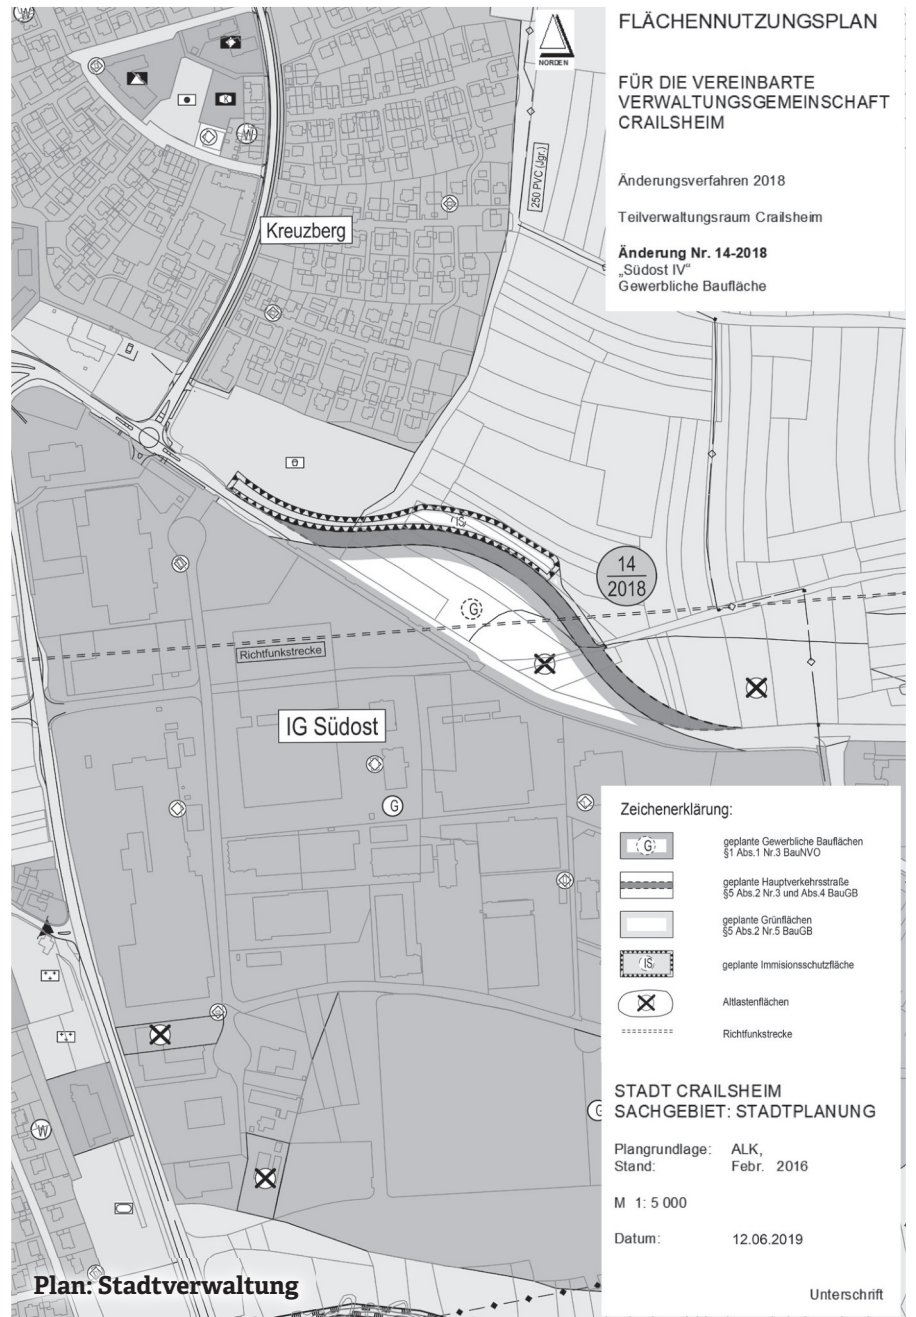 FLÄCHENNUTZUNGSPLAN
FÜR DIE VEREINBARTE
VERWALTUNGSGEMEINSCHAFT
CRAILSHEIM
Änderungsverfahren 2018
Teilverwaltungsraum Crailsheim
Änderung Nr. 14-2018
„Südost IV“
Gewerbliche Baufläche
NORDEN
W
K
W
250 PVC (Jgr.)
Kreuzberg
IS
14
2018
G
Richtfunkstrecke
IG Südost
G
W
G
Zeichenerklärung:
G
geplante Gewerbliche Bauflächen
§1 Abs.1 Nr.3 BauNVO
geplante Hauptverkehrsstraße
§5 Abs.2 Nr.3 und Abs.4 BauGB
geplante Grünflächen
§5 Abs.2 Nr.5 BauGB
IS
geplante Immisionsschutzfläche
Altlastenflächen
Richtfunkstrecke
STADT CRAILSHEIM
SACHGEBIET: STADTPLANUNG
Plangrundlage: ALK,
Stand: Febr. 2016
M 1: 5 000
Datum: 12.06.2019
Unterschrift
Plan: Stadtverwaltung